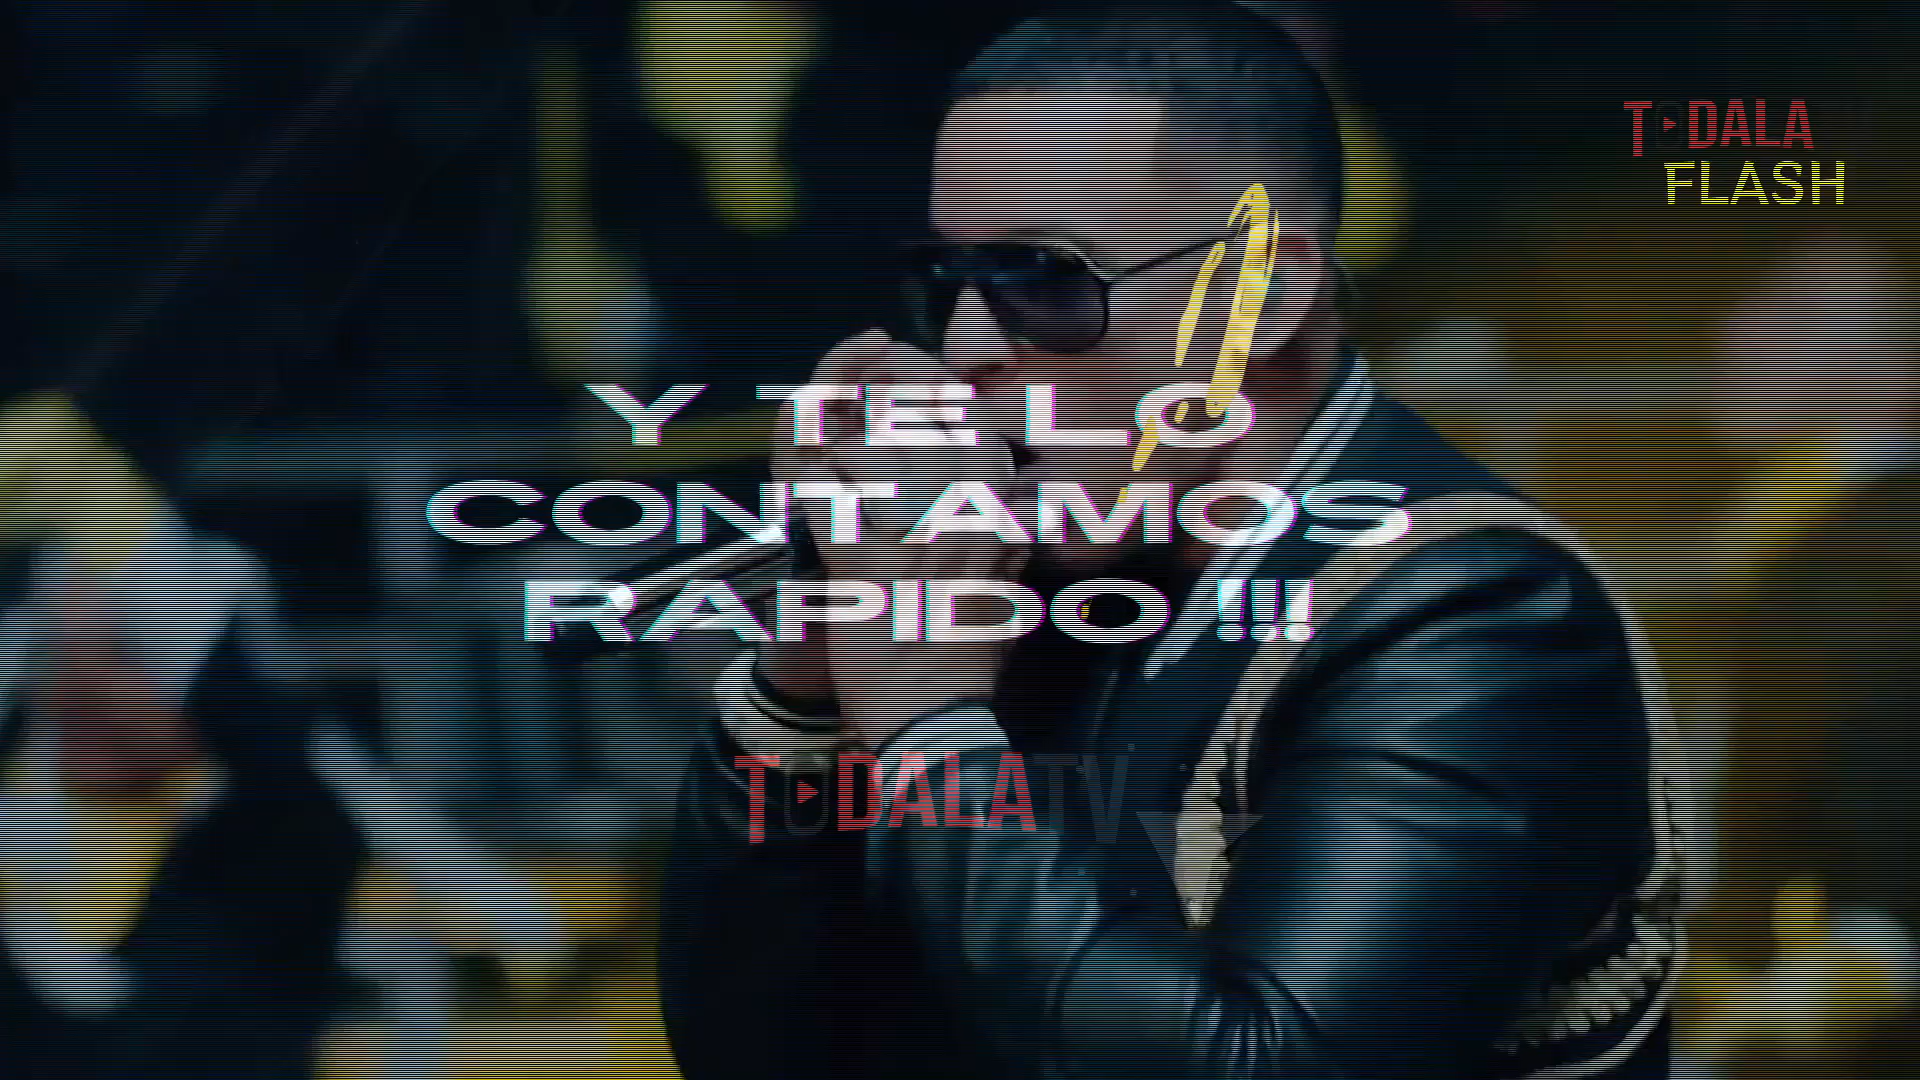 TODALA
FLASH
Y TE LO
CONTAMOS
RAPIDO !!!
TODALATV